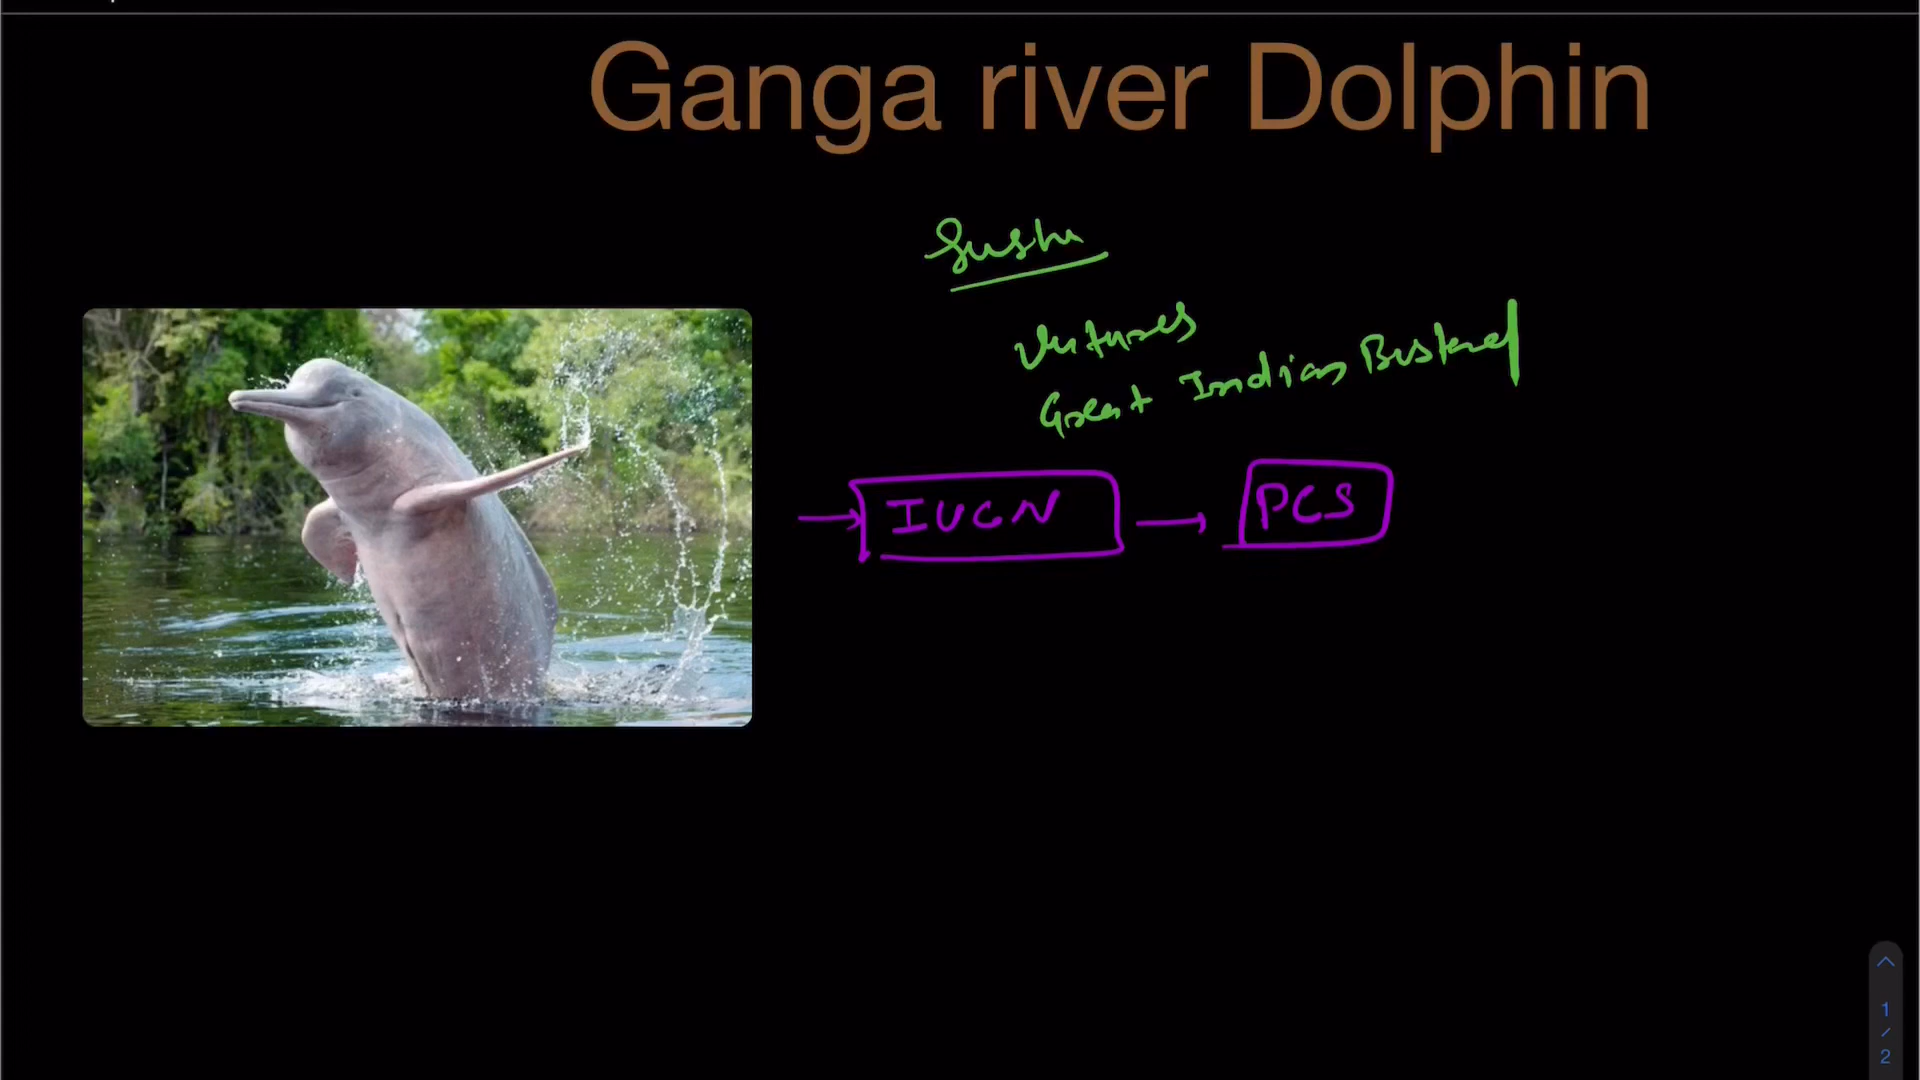 Ganga river Dolphin
Sushu
Vultures
Great Indian Bustard
→ IUCN → PCS
1
/
2